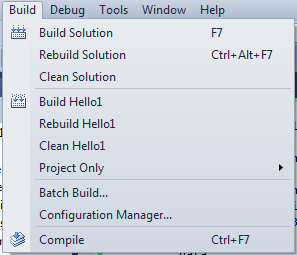 Build Debug Tools Window Help
Build Solution F7
Rebuild Solution Ctrl+Alt+F7
Clean Solution
Build Hello1
Rebuild Hello1
Clean Hello1
Project Only
Batch Build...
Configuration Manager...
Compile Ctrl+F7